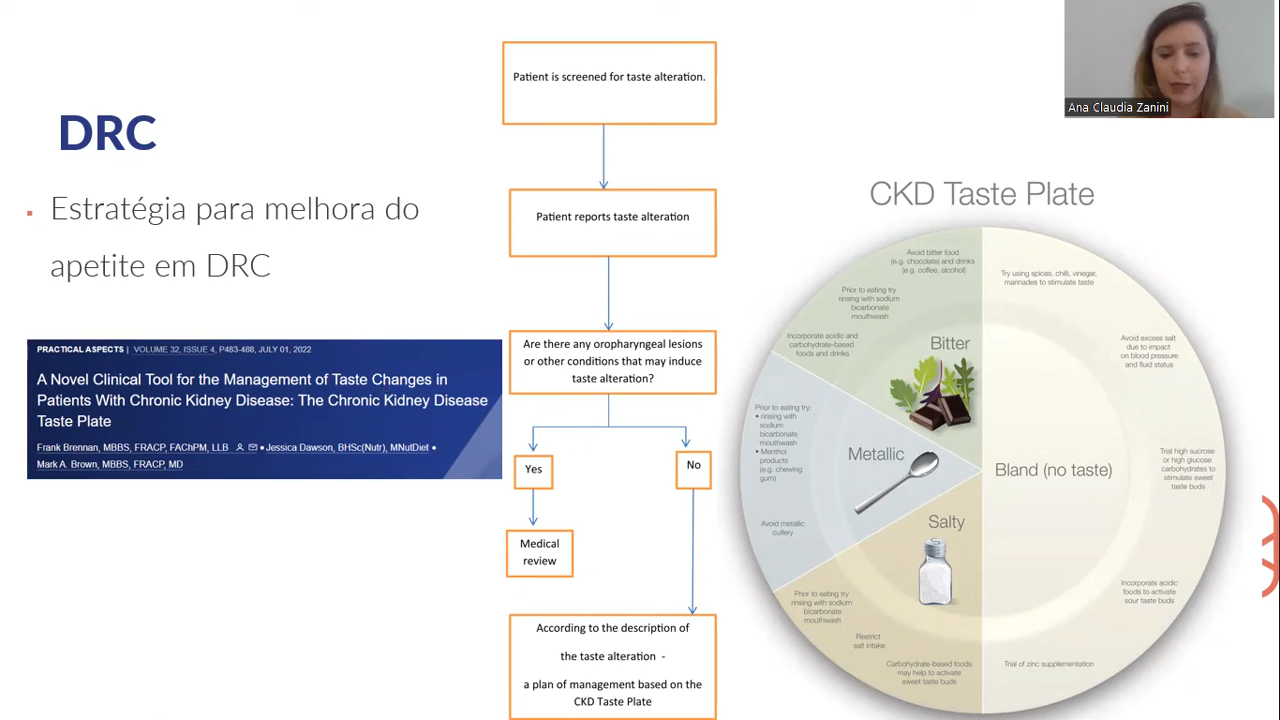 DRC
▪ Estratégia para melhora do
apetite em DRC
PRACTICAL ASPECTS | VOLUME 32, ISSUE 4, P483-488, JULY 01, 2022
A Novel Clinical Tool for the Management of Taste Changes in
Patients With Chronic Kidney Disease: The Chronic Kidney Disease
Taste Plate
Frank Brennan, MBBS, FRACP, FAChPM, LLB • Jessica Dawson, BHSc(Nutr), MNutDiet •
Mark A. Brown, MBBS, FRACP, MD
Patient is screened for taste alteration.
Patient reports taste alteration
Are there any oropharyngeal lesions
or other conditions that may induce
taste alteration?
Yes
No
Medical
review
According to the description of
the taste alteration -
a plan of management based on the
CKD Taste Plate
Ana Claudía Zanini
CKD Taste Plate
Avoid bitter food
(e.g. chocolate) and drinks
(e.g. coffee, alcohol)
Prior to eating try
rinsing with sodium
bicarbonate
mouthwash
Incorporate acidic and
carbohydrate-based
foods and drinks
Bitter
Prior to eating try:
• rinsing with
sodium
bicarbonate
mouthwash
• Menthol
products
(e.g. chewing
gum)
Avoid metallic
cutlery
Metallic
Salty
Prior to eating try
rinsing with sodium
bicarbonate
mouthwash
Restrict
salt intake
Carbohydrate-based foods
may help to activate
sweet taste buds
Bland (no taste)
Try using spices, chilli, vinegar,
marinades to stimulate taste
Avoid excess salt
due to impact
on blood pressure
and fluid status
Trial high sucrose
or high glucose
carbohydrates to
stimulate sweet
taste buds
Incorporate acidic
foods to activate
sour taste buds
Trial of zinc supplementation